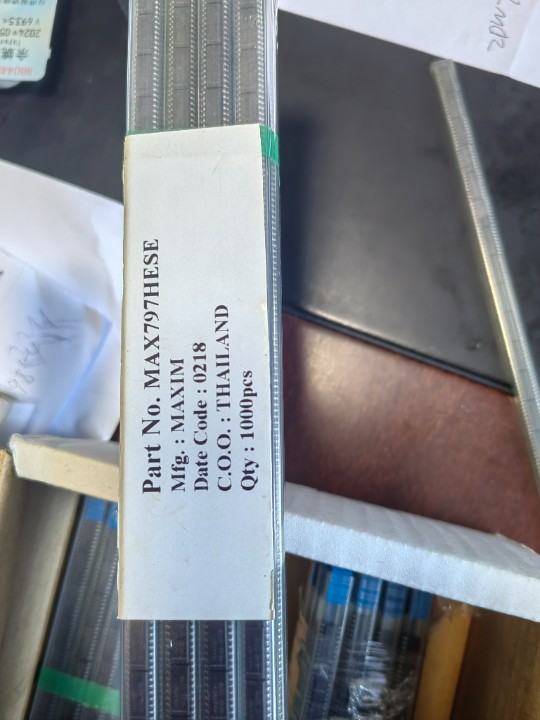 Part No. MAX797HESE
Mfg. : MAXIM
Date Code : 0218
C.O.O. : THAILAND
Qty : 1000pcs